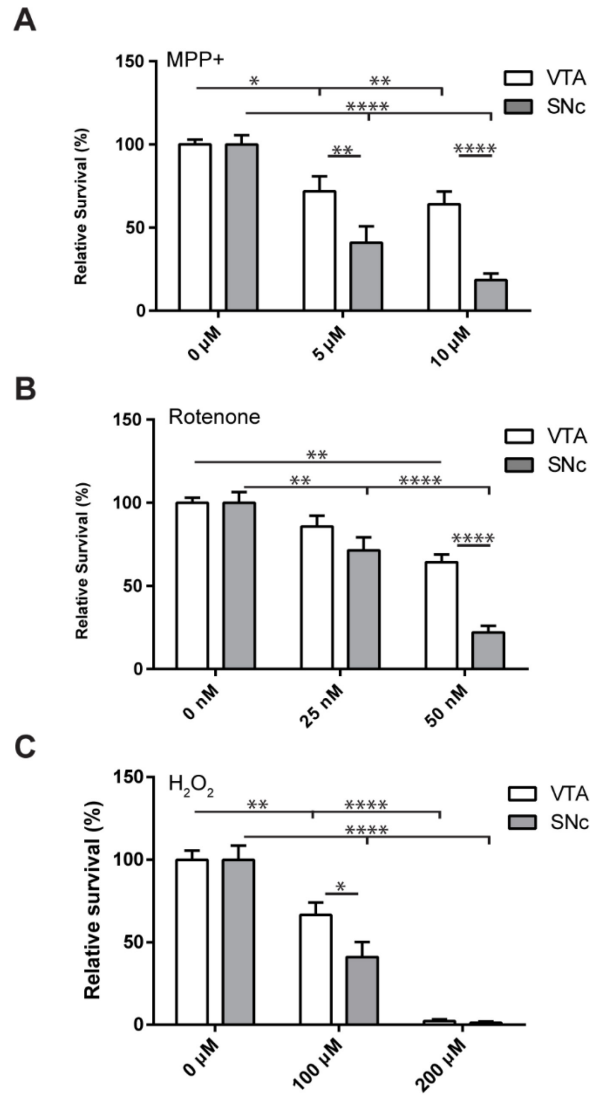 A
MPP+
VTA
SNc
Relative Survival (%)
150
100
50
0
* **
****
** ****
0 µM 5 µM 10 µM
B
Rotenone
VTA
SNc
Relative Survival (%)
150
100
50
0
**
** ****
****
0 nM 25 nM 50 nM
C
H₂O₂
VTA
SNc
Relative survival (%)
150
100
50
0
** ****
****
*
0 µM 100 µM 200 µM